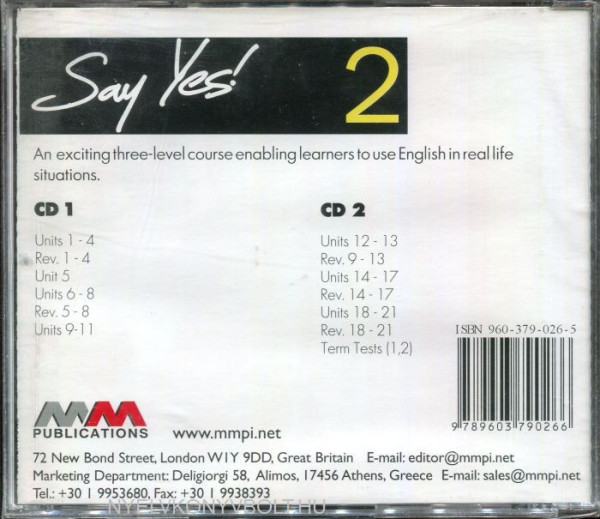 Say Yes! 2
An exciting three-level course enabling learners to use English in real life
situations.
CD 1
Units 1 - 4
Rev. 1 - 4
Unit 5
Units 6 - 8
Rev. 5 - 8
Units 9-11
CD 2
Units 12 - 13
Rev. 9 - 13
Units 14 - 17
Rev. 14 - 17
Units 18 - 21
Rev. 18 - 21
Term Tests (1,2)
ISBN 960-379-026-5
9 789603 790266
MM
PUBLICATIONS
www.mmpi.net
72 New Bond Street, London W1Y 9DD, Great Britain E-mail: editor@mmpi.net
Marketing Department: Deligiorgi 58, Alimos, 17456 Athens, Greece E-mail: sales@mmpi.net
Tel.: +30 1 9953680, Fax: +30 1 9938393
NYELVKONYVBOLT.HU